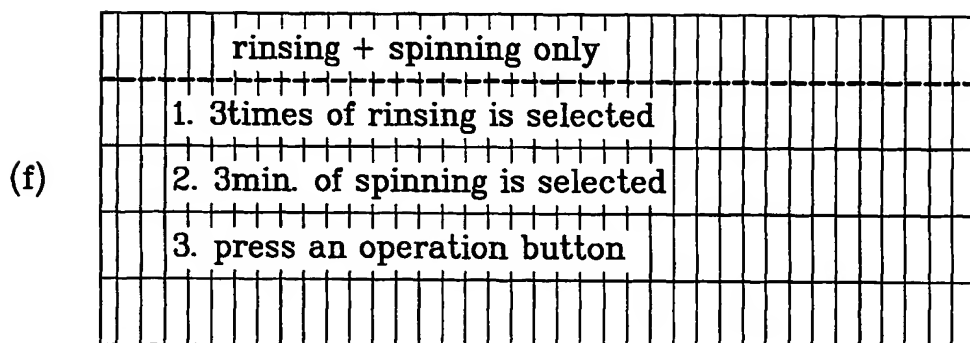 rinsing + spinning only
1. 3times of rinsing is selected
(f)
2. 3min. of spinning is selected
3. press an operation button